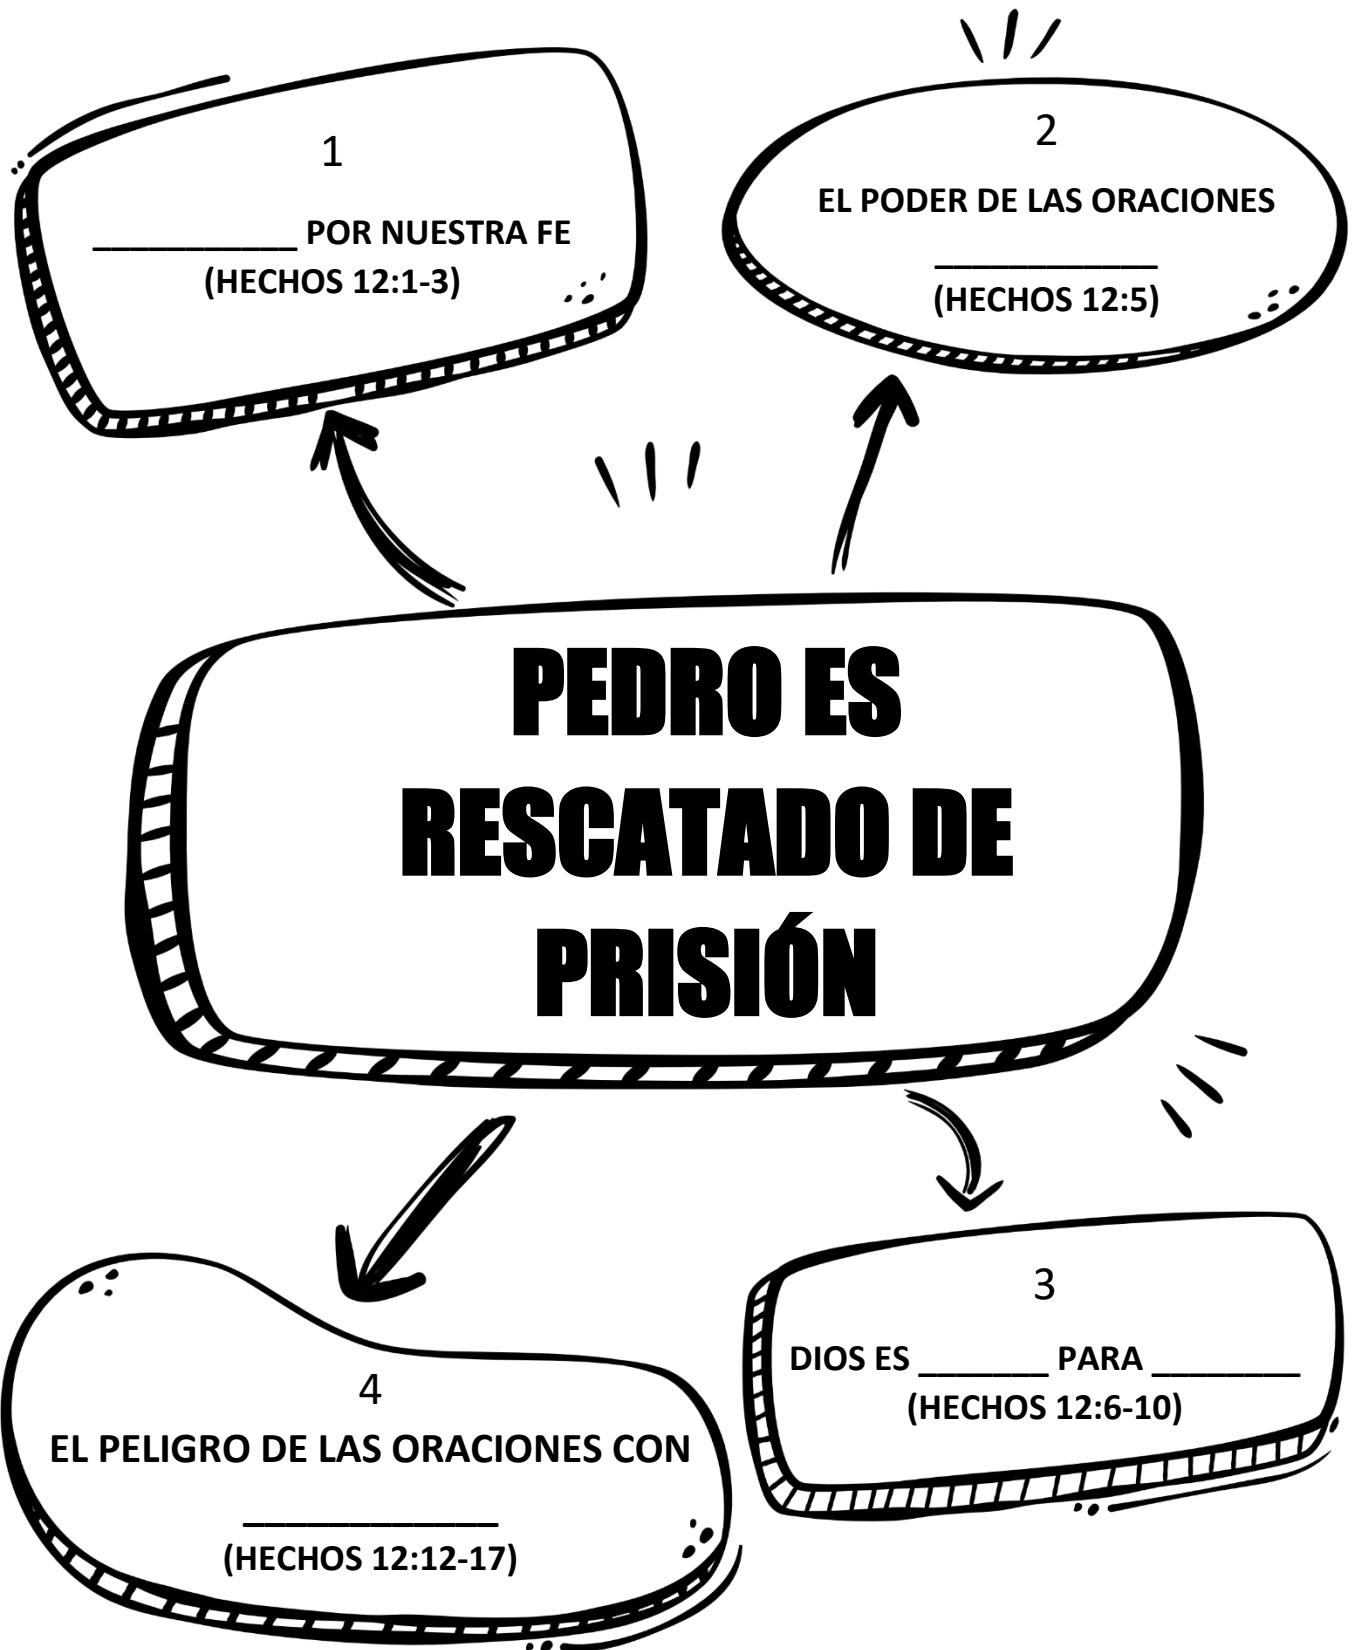 1
___________ POR NUESTRA FE
(HECHOS 12:1-3)
2
EL PODER DE LAS ORACIONES
____________
(HECHOS 12:5)
PEDRO ES
RESCATADO DE
PRISIÓN
3
DIOS ES _______ PARA ________
(HECHOS 12:6-10)
4
EL PELIGRO DE LAS ORACIONES CON
____________
(HECHOS 12:12-17)